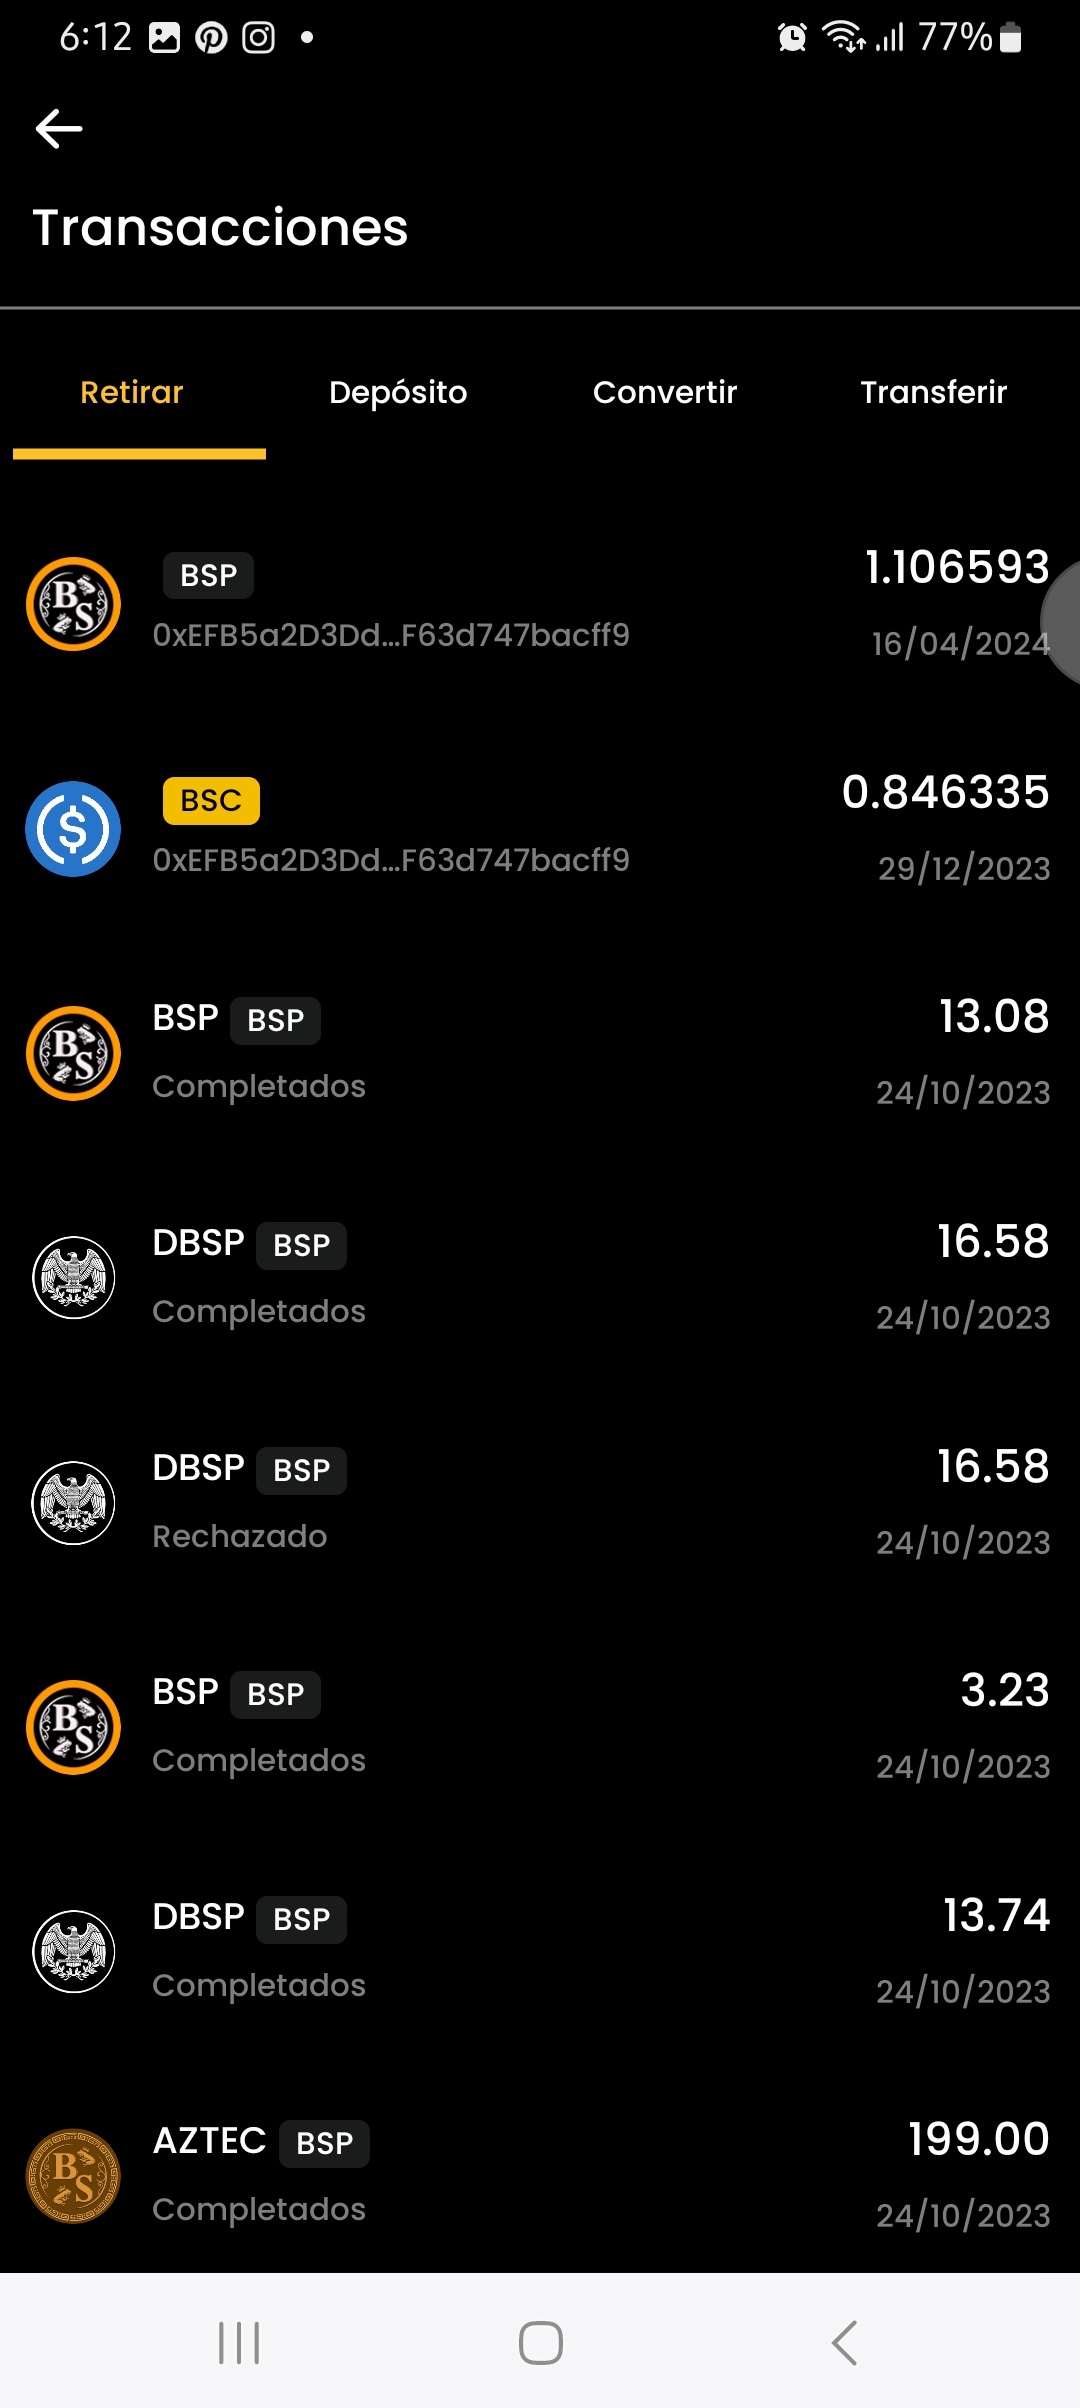 6:12
77%
Transacciones
Retirar Depósito Convertir Transferir
BSP 1.106593
0xEFB5a2D3Dd...F63d747bacff9 16/04/2024
BSC 0.846335
0xEFB5a2D3Dd...F63d747bacff9 29/12/2023
BSP BSP 13.08
Completados 24/10/2023
DBSP BSP 16.58
Completados 24/10/2023
DBSP BSP 16.58
Rechazado 24/10/2023
BSP BSP 3.23
Completados 24/10/2023
DBSP BSP 13.74
Completados 24/10/2023
AZTEC BSP 199.00
Completados 24/10/2023